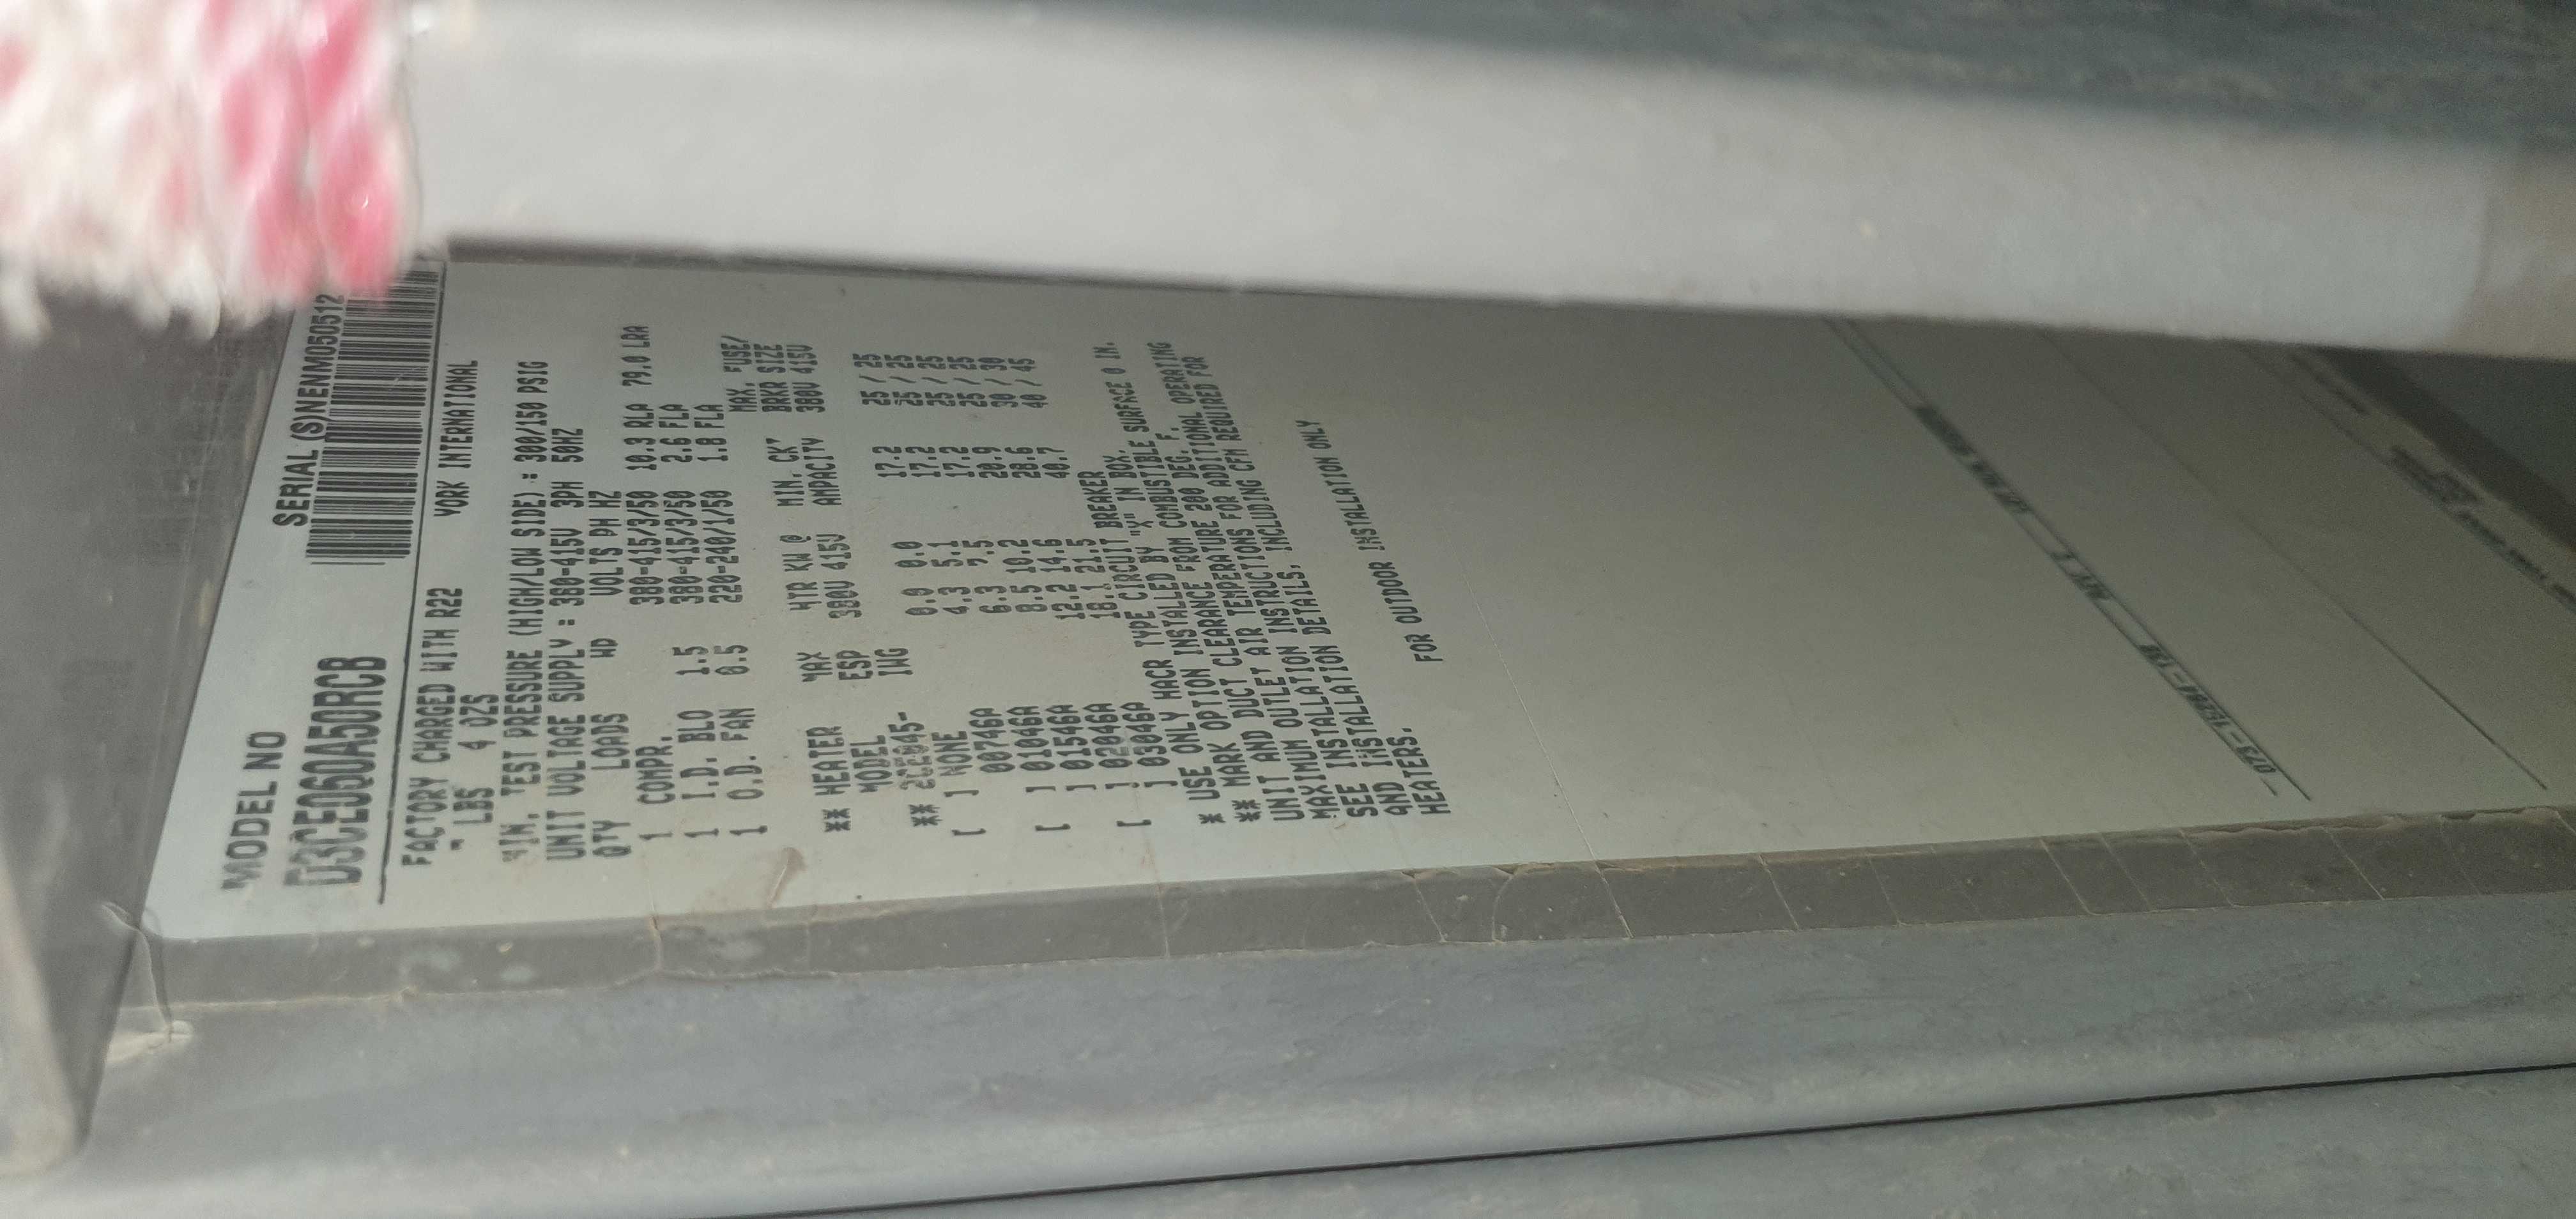 MODEL NO
SERIAL (S)NENM050512
D3CE060A50RCB
FACTORY CHARGED WITH R22 YORK INTERNATIONAL
LBS 4 OZS
MIN. TEST PRESSURE (HIGH/LOW SIDE) : 300/150 PSIG
UNIT VOLTAGE SUPPLY : 380-415V 3PH 50HZ
QTY LOADS HP VOLTS PH HZ
1 COMPR. 380-415/3/50 10.3 RLA 79.0 LRA
1 I.D. BLO 1.5 380-415/3/50 2.6 FLA
1 O.D. FAN 0.5 220-240/1/50 1.8 FLA
MAX. FUSE/
** HEATER MAX HTR KW @ MIN. CKT BRKR SIZE
MODEL ESP 380V 415V AMPACITY 380V 415V
** IWG
[ ] NONE 0.0 0.0 17.2 25 / 25
00746A 4.3 5.1 17.2 25 / 25
[ ] 01046A 6.3 7.5 17.2 25 / 25
[ ] 01546A 8.5 10.2 20.9 25 / 25
[ ] 02046A 12.2 14.6 28.6 30 / 30
[ ] 03046A 18.1 21.5 40.7 40 / 45
* USE ONLY HACR TYPE CIRCUIT BREAKER
** MARK OPTION INSTALLED BY "X" IN BOX.
UNIT AND DUCT CLEARANCE FROM COMBUSTIBLE SURFACE 0 IN.
MAXIMUM OUTLET AIR TEMPERATURE 200 DEG. F.
SEE INSTALLATION INSTRUCTIONS FOR ADDITIONAL OPERATING
AND INSTALLATION DETAILS, INCLUDING CFM REQUIRED FOR
HEATERS.
FOR OUTDOOR INSTALLATION ONLY